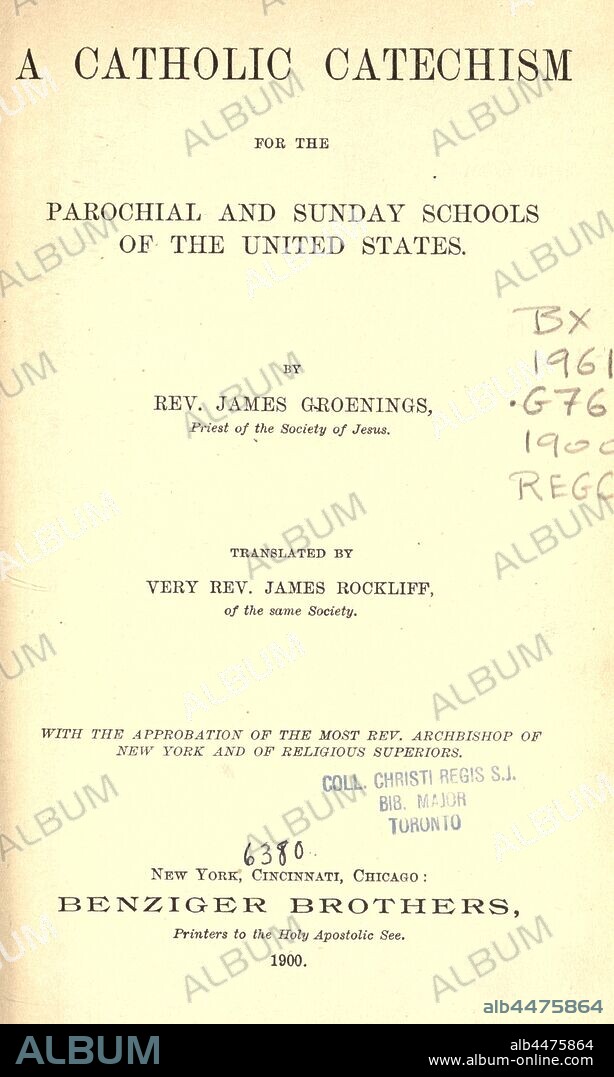 A CATHOLIC CATECHISM
FOR THE
PAROCHIAL AND SUNDAY SCHOOLS
OF THE UNITED STATES.
BX
1961
.G76
1900
REGC
BY
REV. JAMES GROENINGS,
Priest of the Society of Jesus.
TRANSLATED BY
VERY REV. JAMES ROCKLIFF,
of the same Society.
WITH THE APPROBATION OF THE MOST REV. ARCHBISHOP OF
NEW YORK AND OF RELIGIOUS SUPERIORS.
COLL. CHRISTI REGIS S.J.
BIB. MAJOR
TORONTO
6380
NEW YORK, CINCINNATI, CHICAGO:
BENZIGER BROTHERS,
Printers to the Holy Apostolic See.
1900.
alb4475864
ALBUM
alb4475864
www.album-online.com